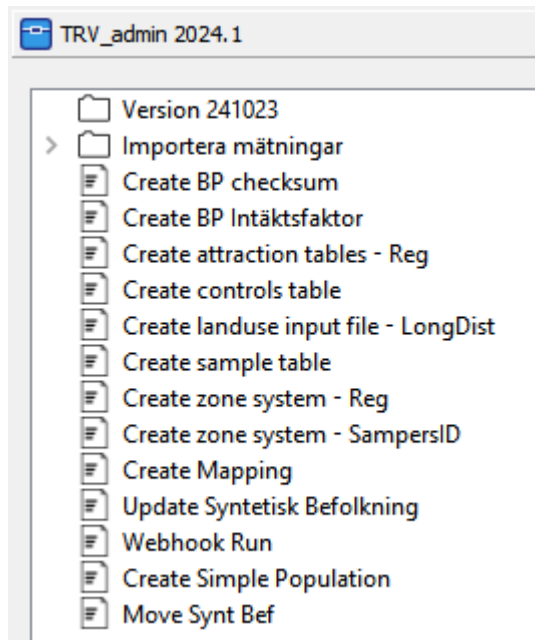 TRV_admin 2024.1
Version 241023
Importera mätningar
Create BP checksum
Create BP Intäktsfaktor
Create attraction tables - Reg
Create controls table
Create landuse input file - LongDist
Create sample table
Create zone system - Reg
Create zone system - SampersID
Create Mapping
Update Syntetisk Befolkning
Webhook Run
Create Simple Population
Move Synt Bef